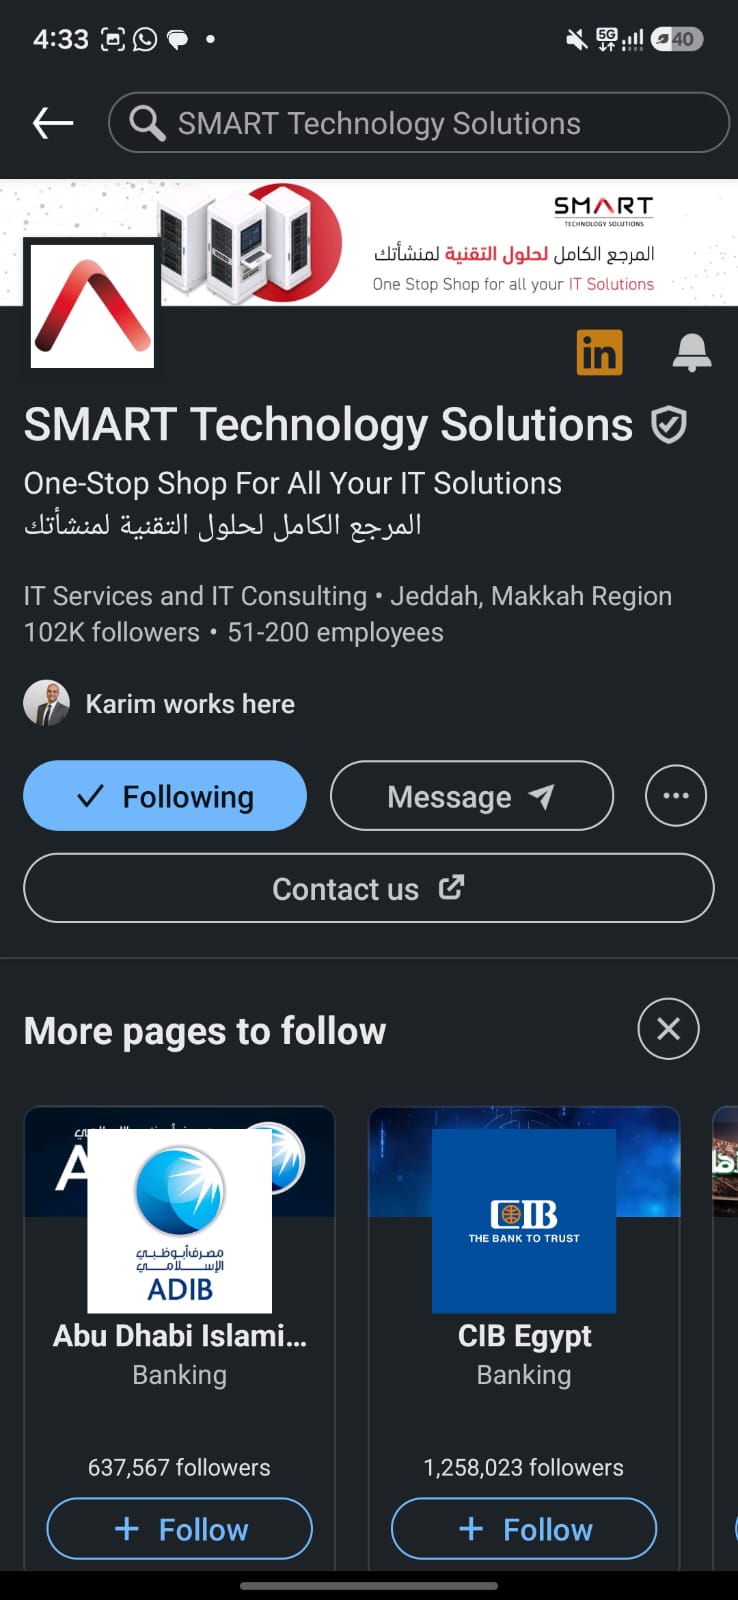 4:33
5G
40
SMART Technology Solutions
SMART
TECHNOLOGY SOLUTIONS
المرجع الكامل لحلول التقنية لمنشأتك
One Stop Shop for all your IT Solutions
in
SMART Technology Solutions
One-Stop Shop For All Your IT Solutions
المرجع الكامل لحلول التقنية لمنشأتك
IT Services and IT Consulting • Jeddah, Makkah Region
102K followers • 51-200 employees
Karim works here
Following
Message
Contact us
More pages to follow
مصرف أبوظبي
الإسلامي
ADIB
Abu Dhabi Islami...
Banking
637,567 followers
Follow
CIB
THE BANK TO TRUST
CIB Egypt
Banking
1,258,023 followers
Follow